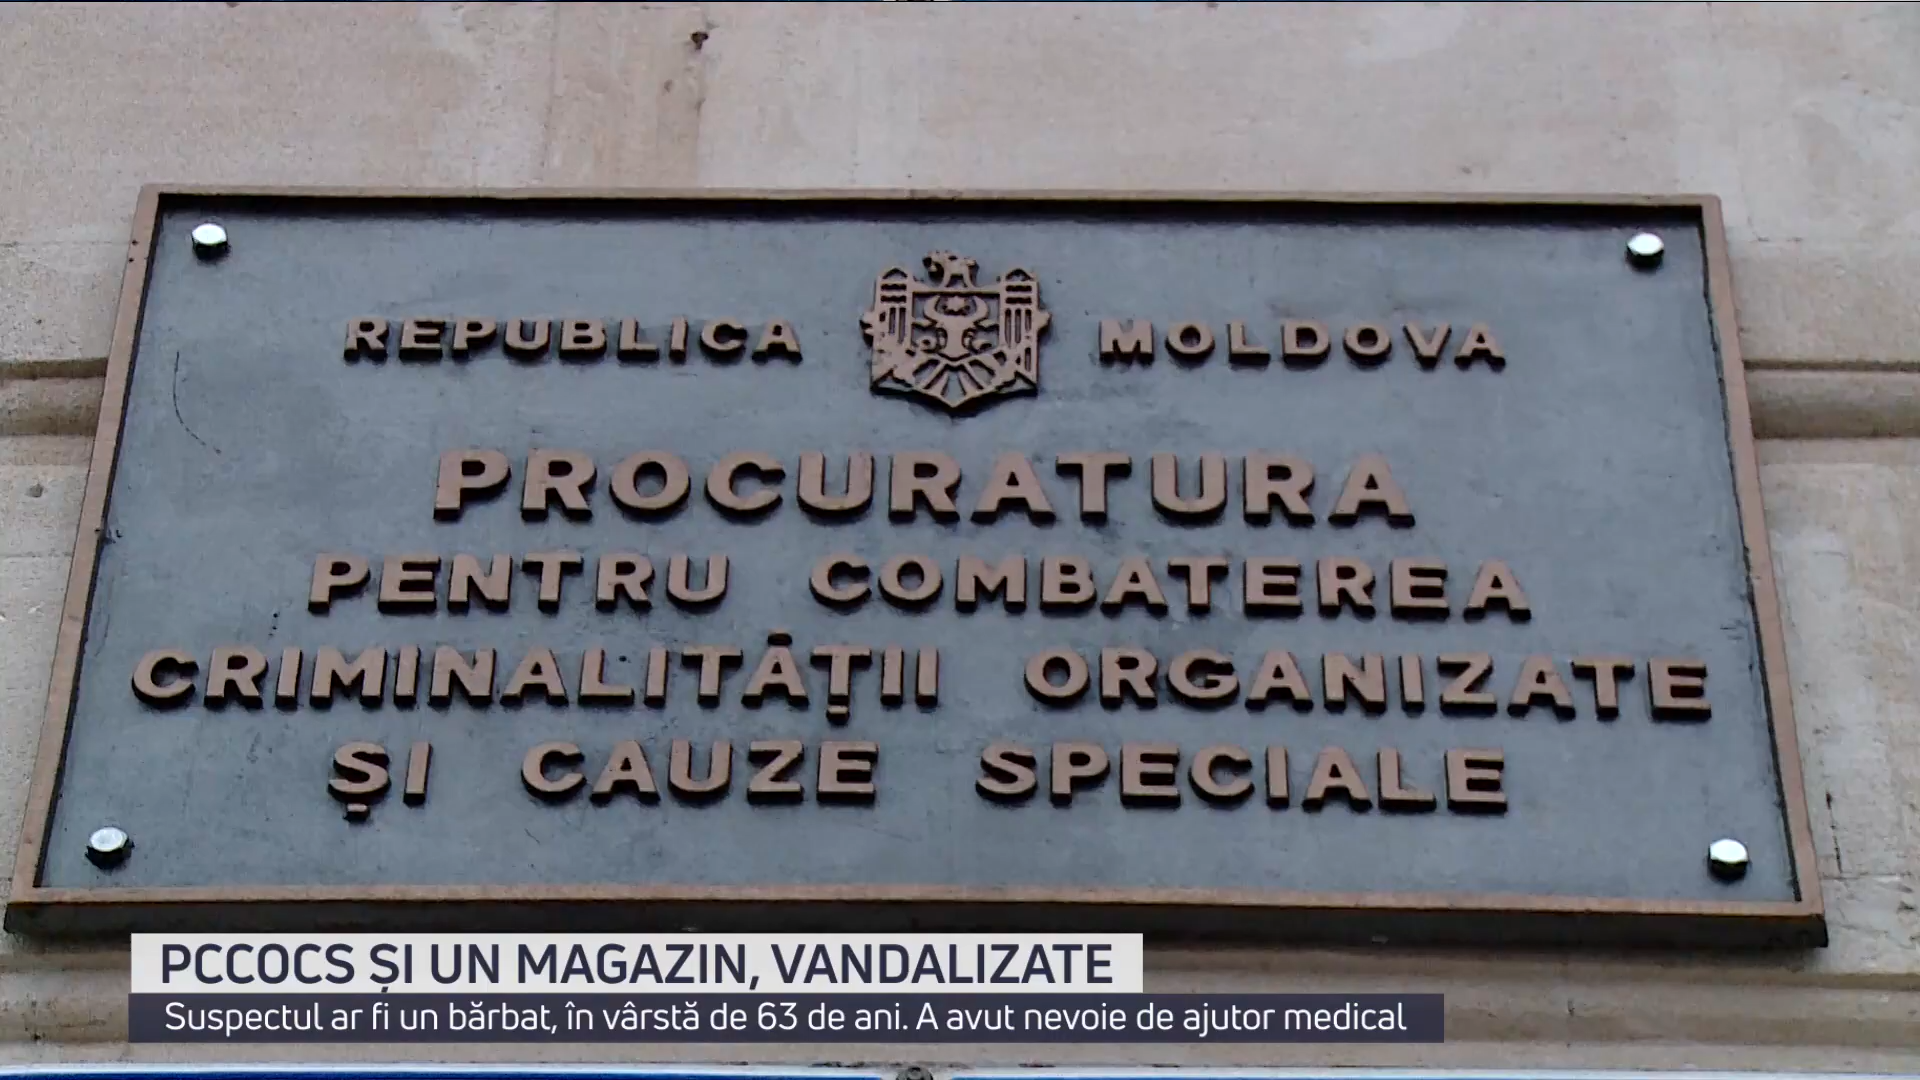 REPUBLICA MOLDOVA
PROCURATURA
PENTRU COMBATEREA
CRIMINALITĂȚII ORGANIZATE
ȘI CAUZE SPECIALE
PCCOCS ȘI UN MAGAZIN, VANDALIZATE
Suspectul ar fi un bărbat, în vârstă de 63 de ani. A avut nevoie de ajutor medical